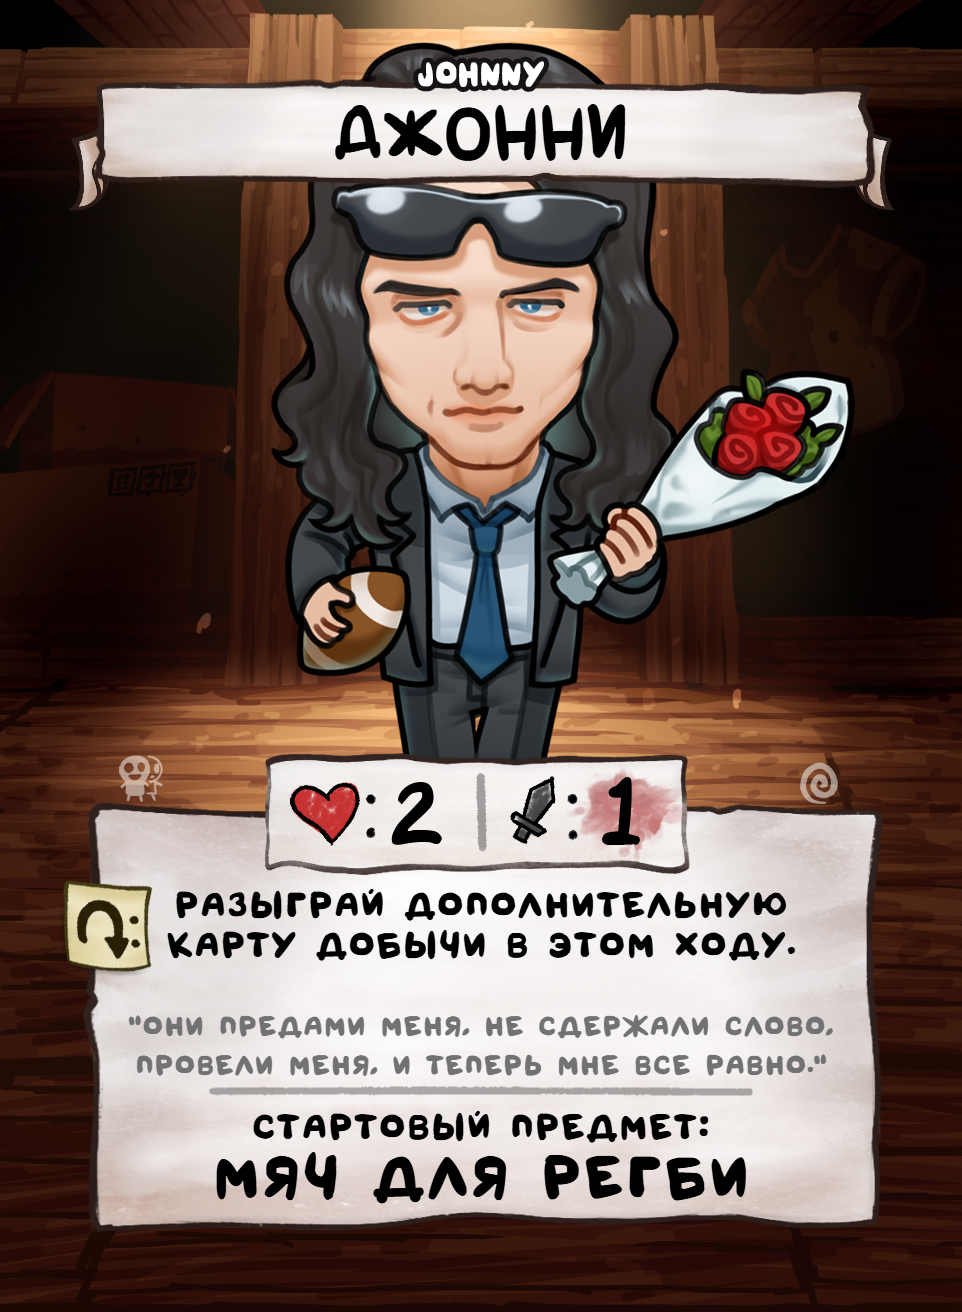 JOHNNY
ДЖОННИ
: 2 | : 1
РАЗЫГРАЙ ДОПОЛНИТЕЛЬНУЮ
КАРТУ ДОБЫЧИ В ЭТОМ ХОДУ.
"ОНИ ПРЕДАМИ МЕНЯ, НЕ СДЕРЖАЛИ СЛОВО,
ПРОВЕЛИ МЕНЯ, И ТЕПЕРЬ МНЕ ВСЕ РАВНО."
СТАРТОВЫЙ ПРЕДМЕТ:
МЯЧ ДЛЯ РЕГБИ